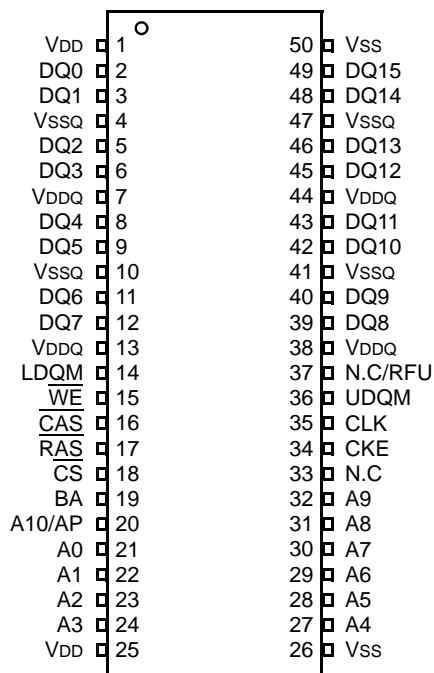 VDD 1 50 VSS
DQ0 2 49 DQ15
DQ1 3 48 DQ14
VSSQ 4 47 VSSQ
DQ2 5 46 DQ13
DQ3 6 45 DQ12
VDDQ 7 44 VDDQ
DQ4 8 43 DQ11
DQ5 9 42 DQ10
VSSQ 10 41 VSSQ
DQ6 11 40 DQ9
DQ7 12 39 DQ8
VDDQ 13 38 VDDQ
LDQM 14 37 N.C/RFU
W̅E̅ 15 36 UDQM
C̅A̅S̅ 16 35 CLK
R̅A̅S̅ 17 34 CKE
C̅S̅ 18 33 N.C
BA 19 32 A9
A10/AP 20 31 A8
A0 21 30 A7
A1 22 29 A6
A2 23 28 A5
A3 24 27 A4
VDD 25 26 VSS